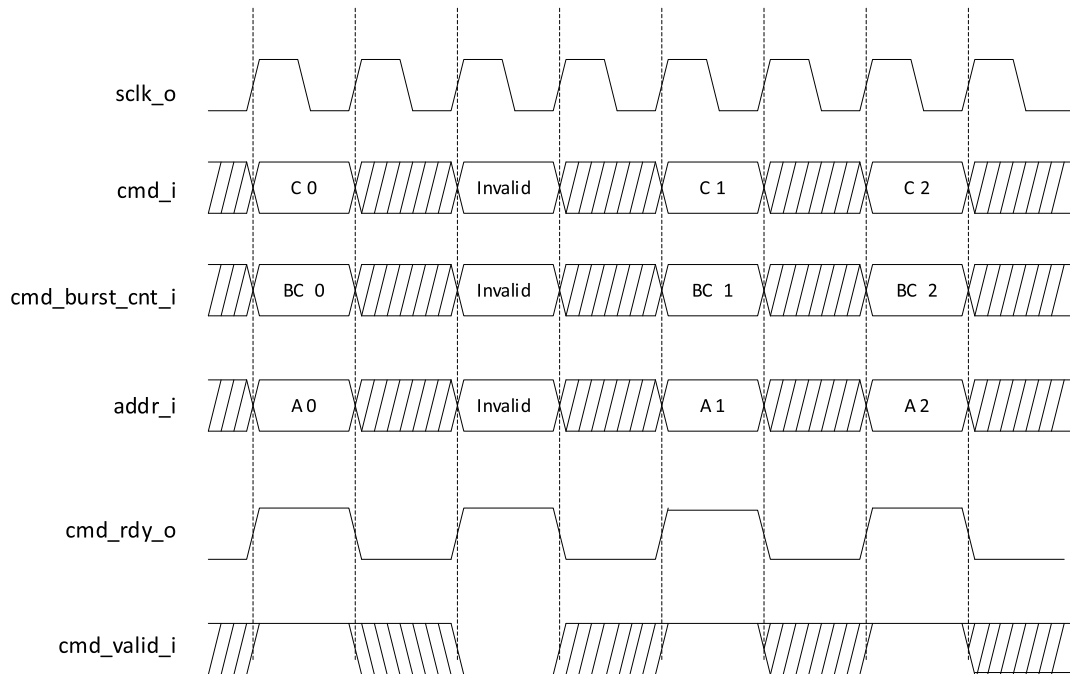 sclk_o
cmd_i C 0 Invalid C 1 C 2
cmd_burst_cnt_i BC 0 Invalid BC 1 BC 2
addr_i A 0 Invalid A 1 A 2
cmd_rdy_o
cmd_valid_i